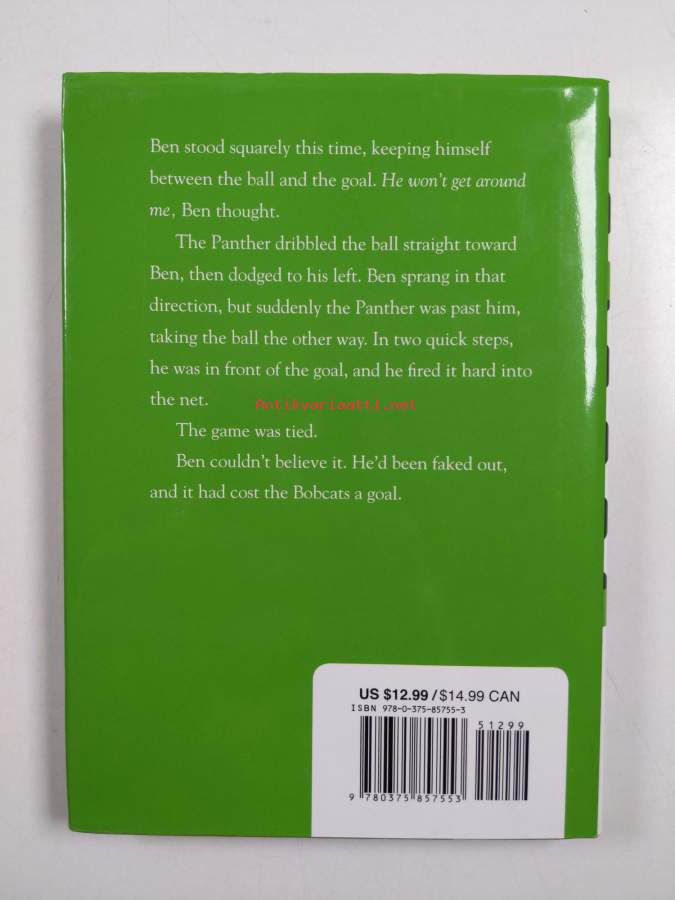 Ben stood squarely this time, keeping himself
between the ball and the goal. He won't get around
me, Ben thought.
The Panther dribbled the ball straight toward
Ben, then dodged to his left. Ben sprang in that
direction, but suddenly the Panther was past him,
taking the ball the other way. In two quick steps,
he was in front of the goal, and he fired it hard into
the net.
Antikvariaatti.net
The game was tied.
Ben couldn't believe it. He'd been faked out,
and it had cost the Bobcats a goal.
US $12.99 / $14.99 CAN
ISBN 978-0-375-85755-3
51299
9 780375 857553